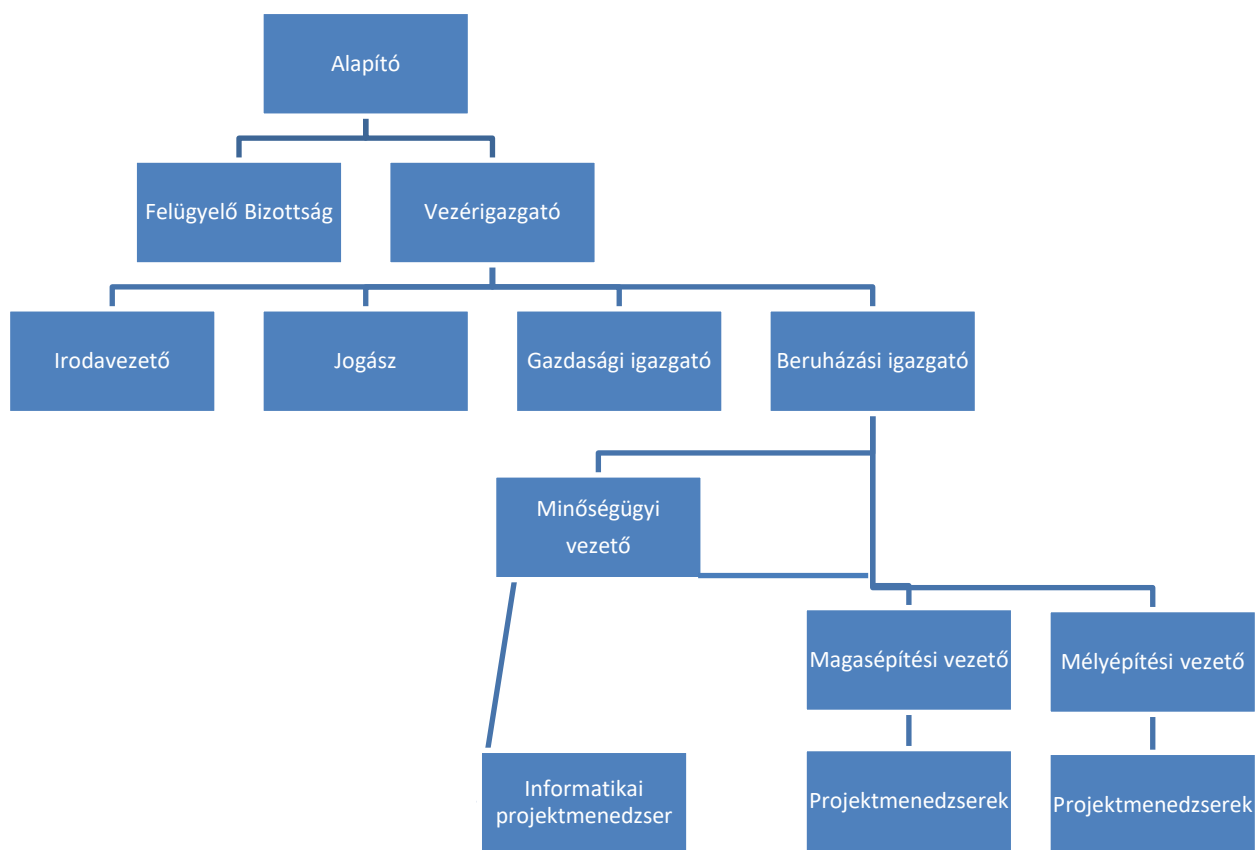 Alapító
Felügyelő Bizottság
Vezérigazgató
Irodavezető
Jogász
Gazdasági igazgató
Beruházási igazgató
Minőségügyi
vezető
Magasépítési vezető
Mélyépítési vezető
Informatikai
projektmenedzser
Projektmenedzserek
Projektmenedzserek